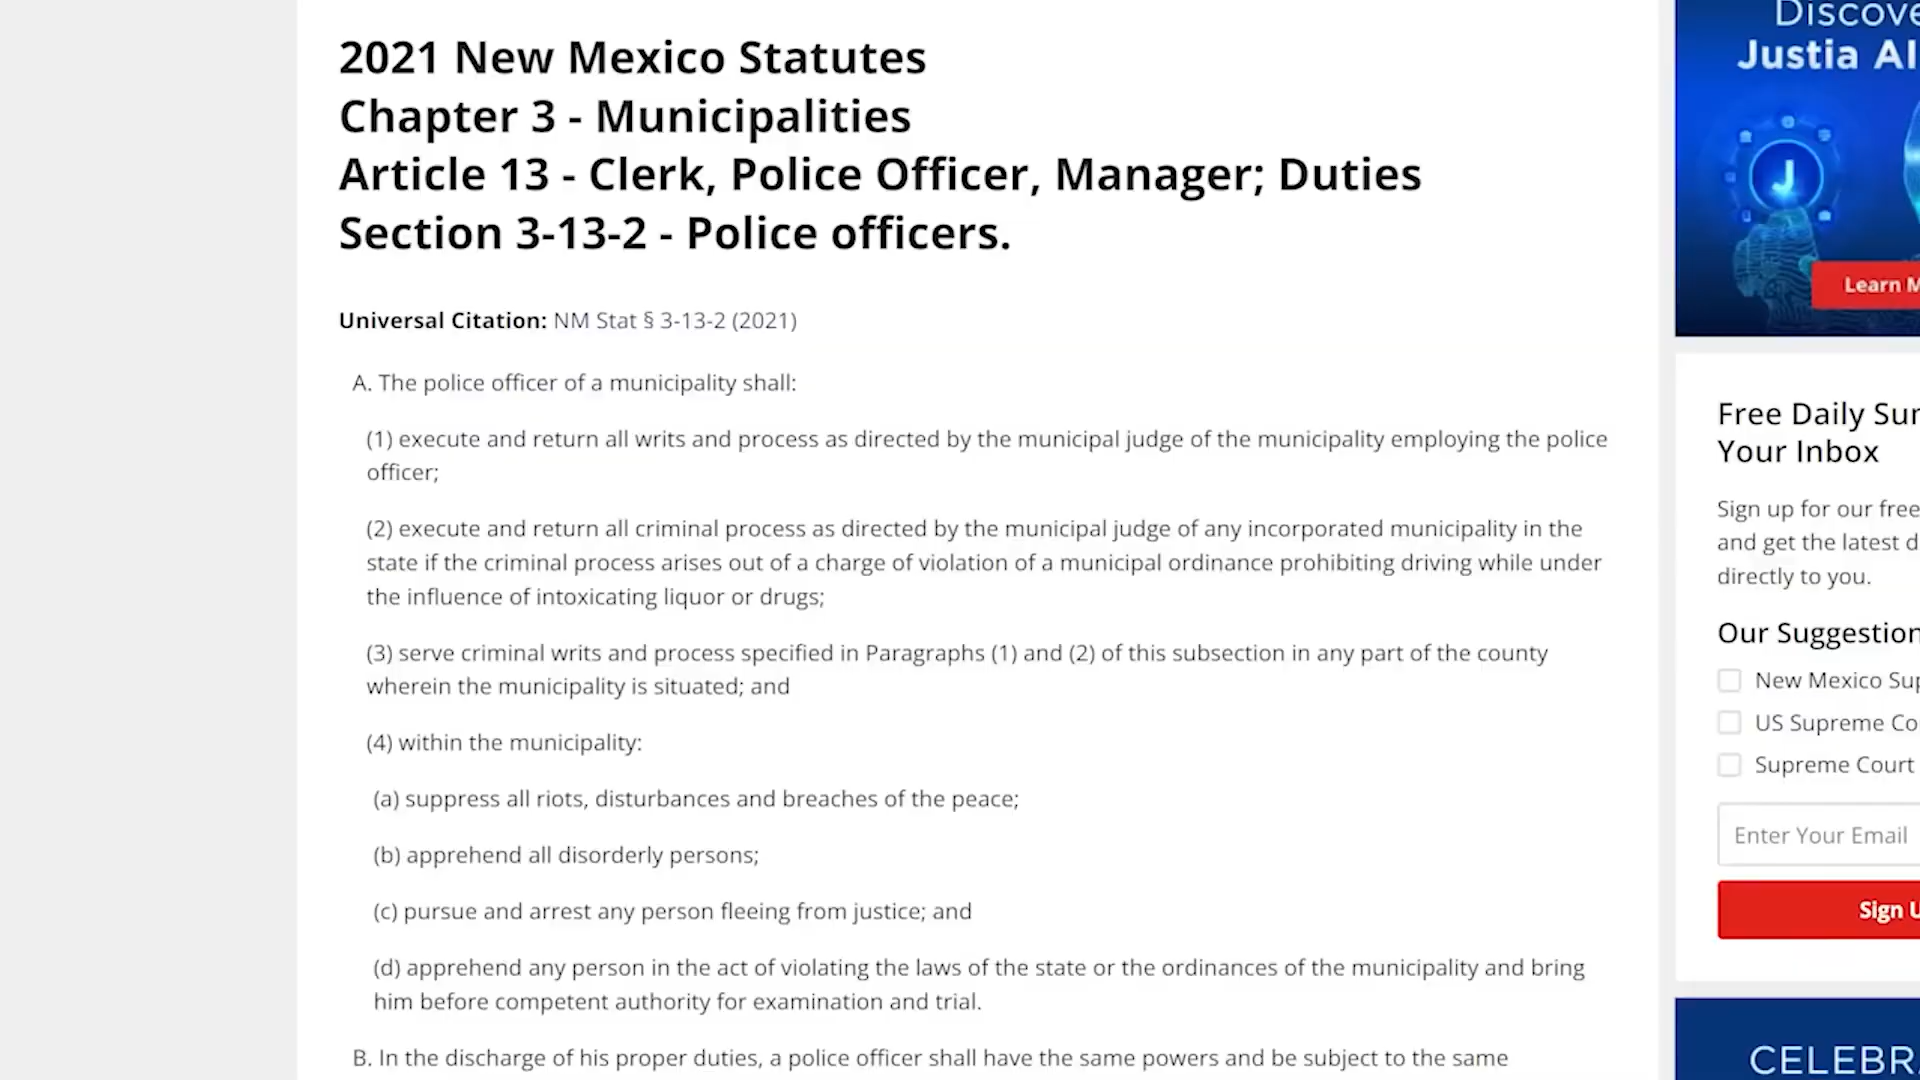 2021 New Mexico Statutes
Chapter 3 - Municipalities
Article 13 - Clerk, Police Officer, Manager; Duties
Section 3-13-2 - Police officers.
Universal Citation: NM Stat § 3-13-2 (2021)
A. The police officer of a municipality shall:
(1) execute and return all writs and process as directed by the municipal judge of the municipality employing the police
officer;
(2) execute and return all criminal process as directed by the municipal judge of any incorporated municipality in the
state if the criminal process arises out of a charge of violation of a municipal ordinance prohibiting driving while under
the influence of intoxicating liquor or drugs;
(3) serve criminal writs and process specified in Paragraphs (1) and (2) of this subsection in any part of the county
wherein the municipality is situated; and
(4) within the municipality:
(a) suppress all riots, disturbances and breaches of the peace;
(b) apprehend all disorderly persons;
(c) pursue and arrest any person fleeing from justice; and
(d) apprehend any person in the act of violating the laws of the state or the ordinances of the municipality and bring
him before competent authority for examination and trial.
B. In the discharge of his proper duties, a police officer shall have the same powers and be subject to the same
Discove
Justia AI
J
Learn M
Free Daily Sum
Your Inbox
Sign up for our free
and get the latest d
directly to you.
Our Suggestion
New Mexico Sup
US Supreme Co
Supreme Court
Enter Your Email
Sign U
CELEBR